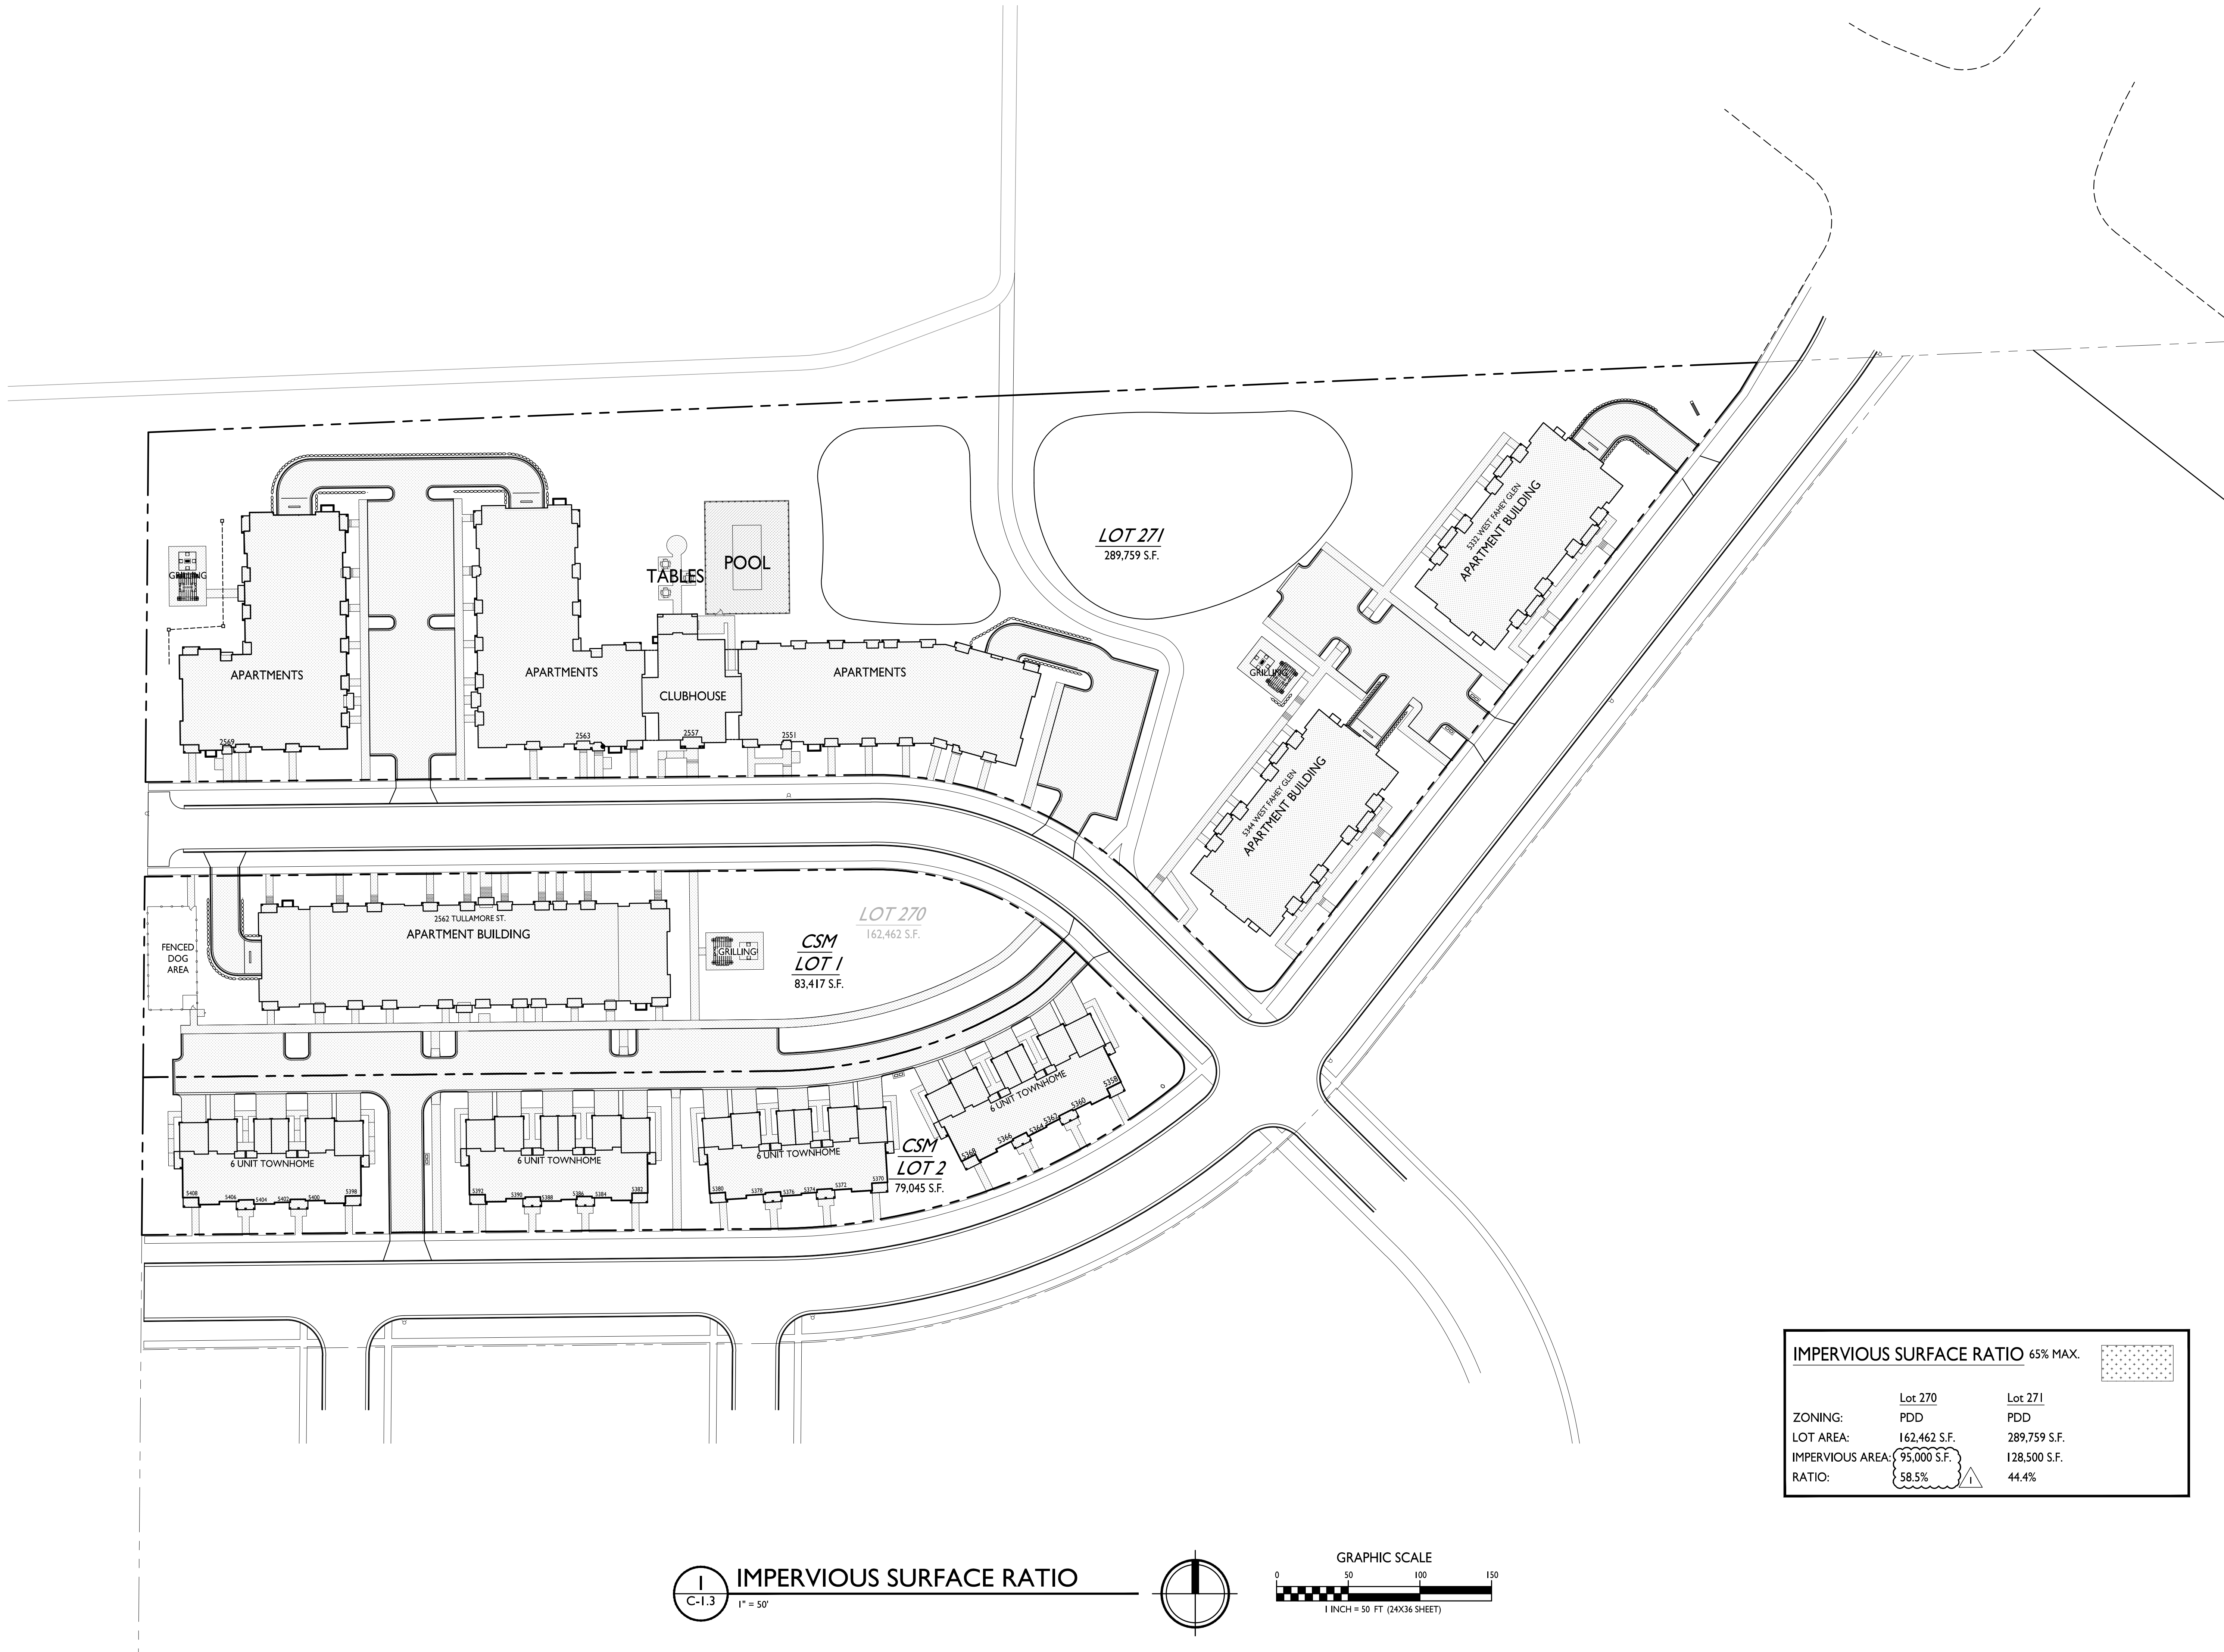 LOT 271
289,759 S.F.
5332 WEST FAHEY GLEN
APARTMENT BUILDING
POOL
TABLES
GRILLING
APARTMENTS
APARTMENTS
APARTMENTS
CLUBHOUSE
GRILLING
2569
2563
2557
2551
5344 WEST FAHEY GLEN
APARTMENT BUILDING
LOT 270
162,462 S.F.
2562 TULLAMORE ST.
APARTMENT BUILDING
FENCED
DOG
AREA
GRILLING
CSM
LOT 1
83,417 S.F.
6 UNIT TOWNHOME
5368
5366
5364
5362
5360
5358
CSM
LOT 2
79,045 S.F.
6 UNIT TOWNHOME
5408
5406
5404
5402
5400
5398
6 UNIT TOWNHOME
5392
5390
5388
5386
5384
5382
6 UNIT TOWNHOME
5380
5378
5376
5374
5372
5370
IMPERVIOUS SURFACE RATIO 65% MAX.
Lot 270 Lot 271
ZONING: PDD PDD
LOT AREA: 162,462 S.F. 289,759 S.F.
IMPERVIOUS AREA: 95,000 S.F. 128,500 S.F.
RATIO: 58.5% 1 44.4%
1
C-1.3
IMPERVIOUS SURFACE RATIO
1" = 50'
GRAPHIC SCALE
0 50 100 150
1 INCH = 50 FT (24X36 SHEET)